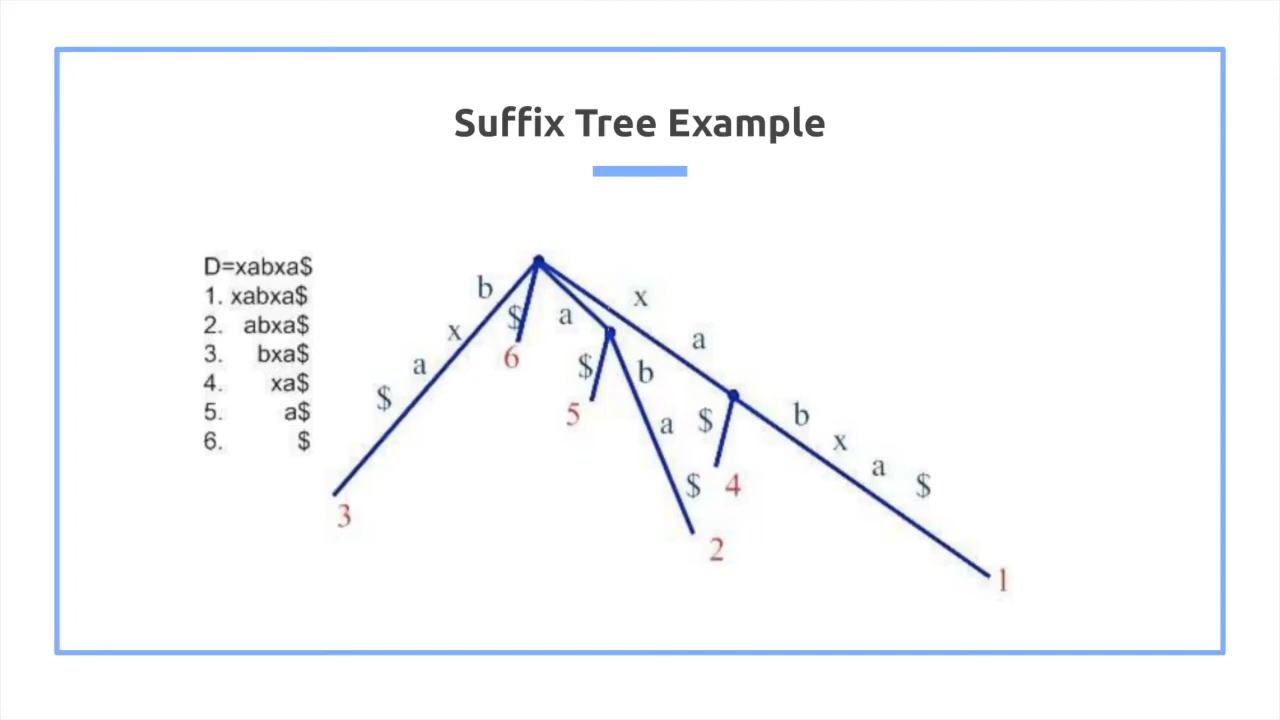 Suffix Tree Example
D=xabxa$
1. xabxa$
2. abxa$
3. bxa$
4. xa$
5. a$
6. $
b
x
a
$
3
$
6
a
$
5
b
a
$
2
x
a
$
4
b
x
a
$
1